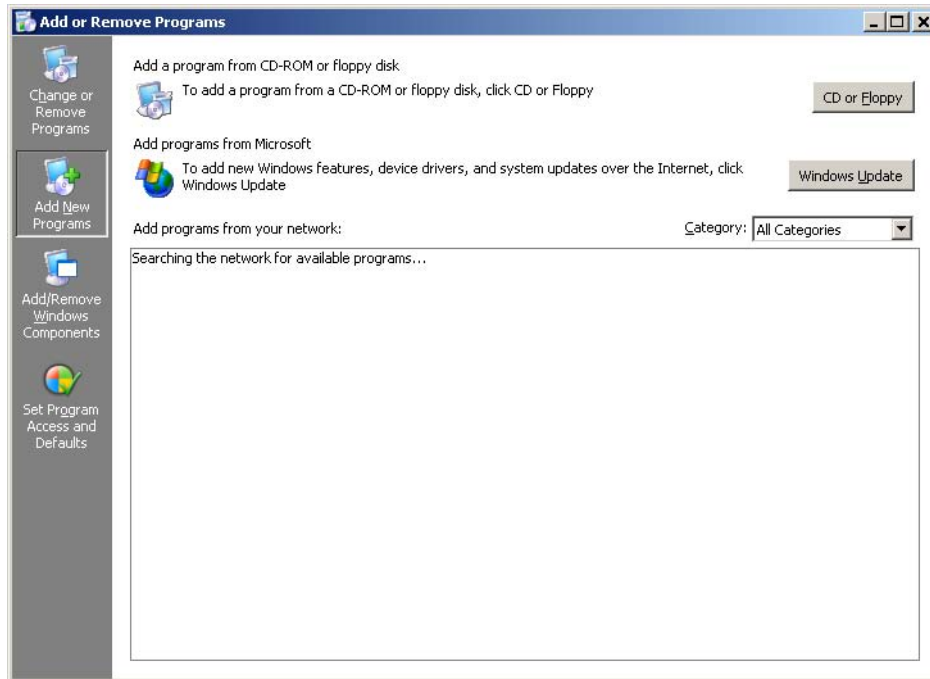 Add or Remove Programs
Change or
Remove
Programs
Add New
Programs
Add/Remove
Windows
Components
Set Program
Access and
Defaults
Add a program from CD-ROM or floppy disk
To add a program from a CD-ROM or floppy disk, click CD or Floppy
CD or Floppy
Add programs from Microsoft
To add new Windows features, device drivers, and system updates over the Internet, click
Windows Update
Windows Update
Add programs from your network:
Category: All Categories
Searching the network for available programs...